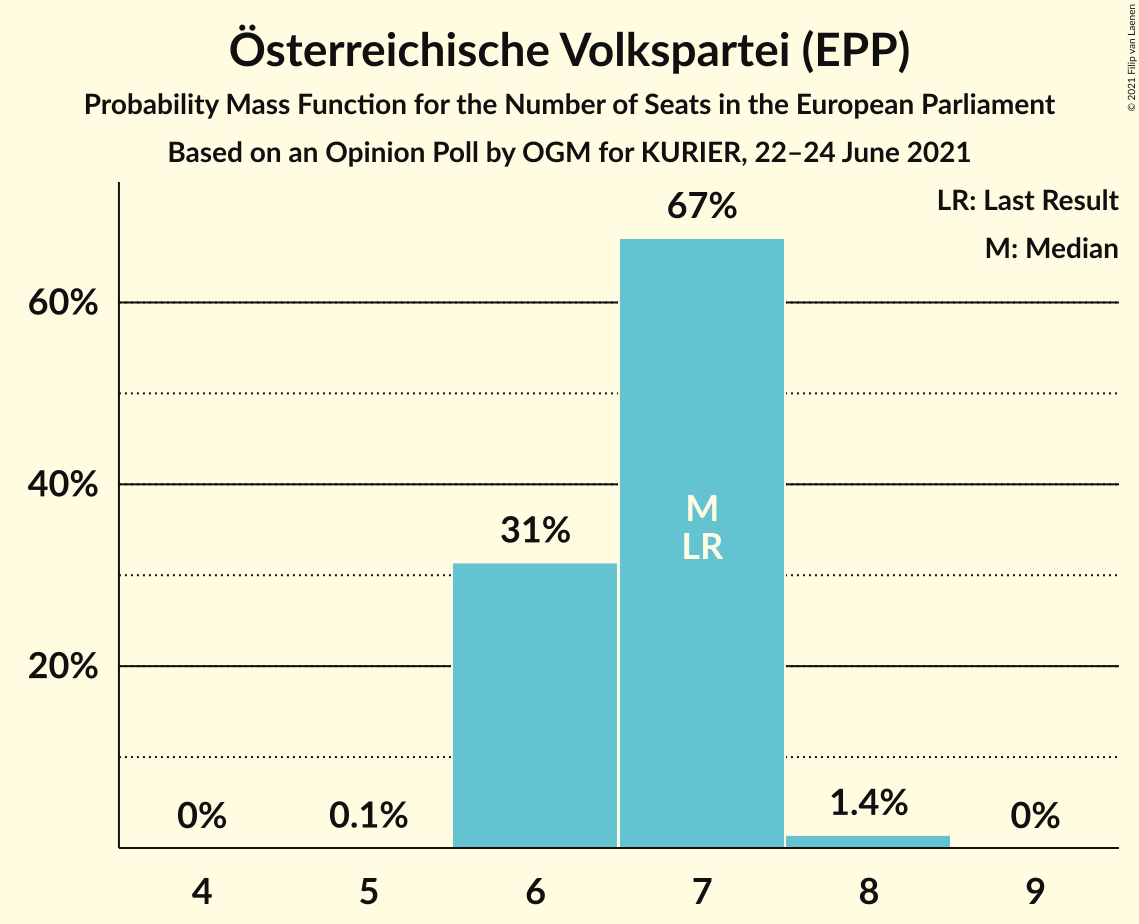 Österreichische Volkspartei (EPP)
Probability Mass Function for the Number of Seats in the European Parliament
Based on an Opinion Poll by OGM for KURIER, 22–24 June 2021
© 2021 Filip van Laenen
LR: Last Result
M: Median
67%
60%
40%
31%
M
LR
20%
0%
0.1%
1.4%
0%
4
5
6
7
8
9